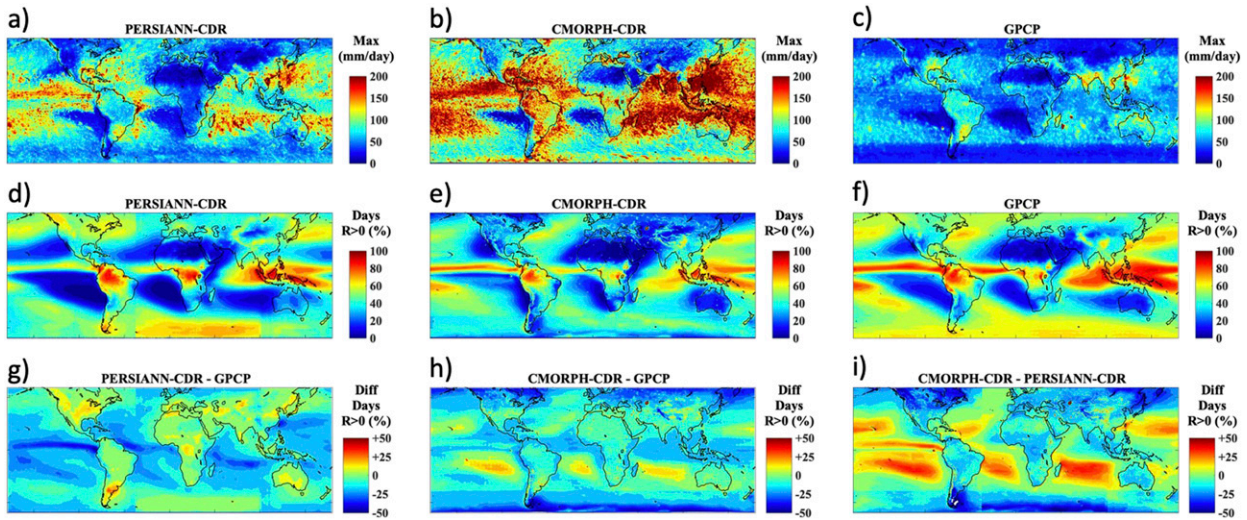 a)
PERSIANN-CDR
Max
(mm/day)
200
150
100
50
0
b)
CMORPH-CDR
Max
(mm/day)
200
150
100
50
0
c)
GPCP
Max
(mm/day)
200
150
100
50
0
d)
PERSIANN-CDR
Days
R>0 (%)
100
80
60
40
20
0
e)
CMORPH-CDR
Days
R>0 (%)
100
80
60
40
20
0
f)
GPCP
Days
R>0 (%)
100
80
60
40
20
0
g)
PERSIANN-CDR - GPCP
Diff
Days
R>0 (%)
+50
+25
0
-25
-50
h)
CMORPH-CDR - GPCP
Diff
Days
R>0 (%)
+50
+25
0
-25
-50
i)
CMORPH-CDR - PERSIANN-CDR
Diff
Days
R>0 (%)
+50
+25
0
-25
-50